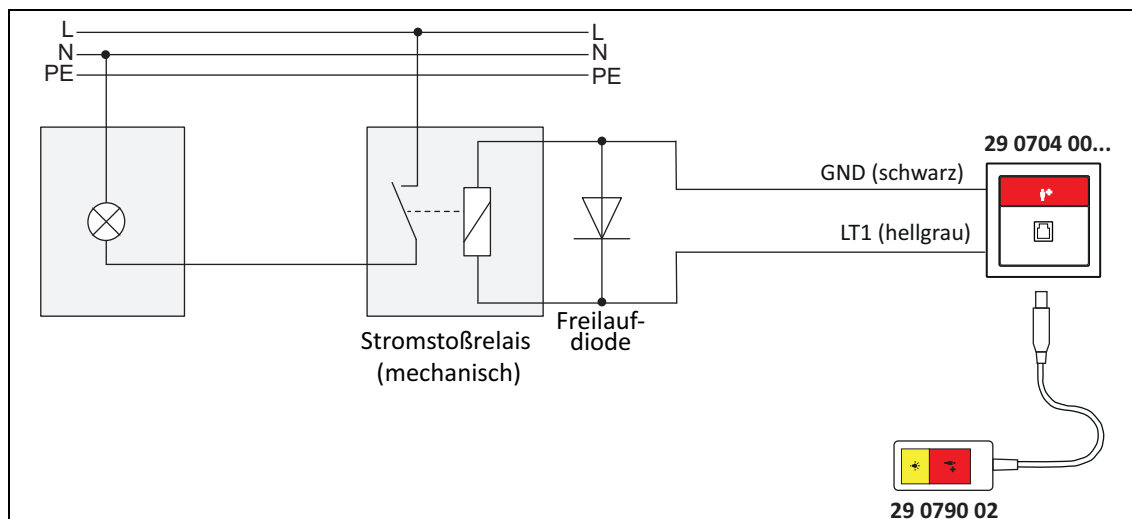 L
L
N
N
PE
PE
29 0704 00...
GND (schwarz)
LT1 (hellgrau)
Stromstoßrelais
(mechanisch)
Freilauf-
diode
29 0790 02